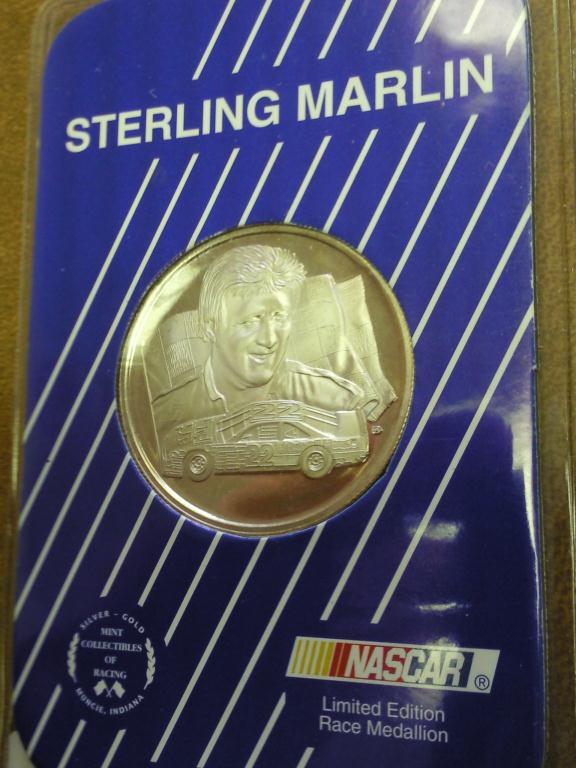 STERLING MARLIN
22
22
SILVER - GOLD
MINT
COLLECTIBLES
OF
RACING
MUNCIE, INDIANA
NASCAR ®
Limited Edition
Race Medallion